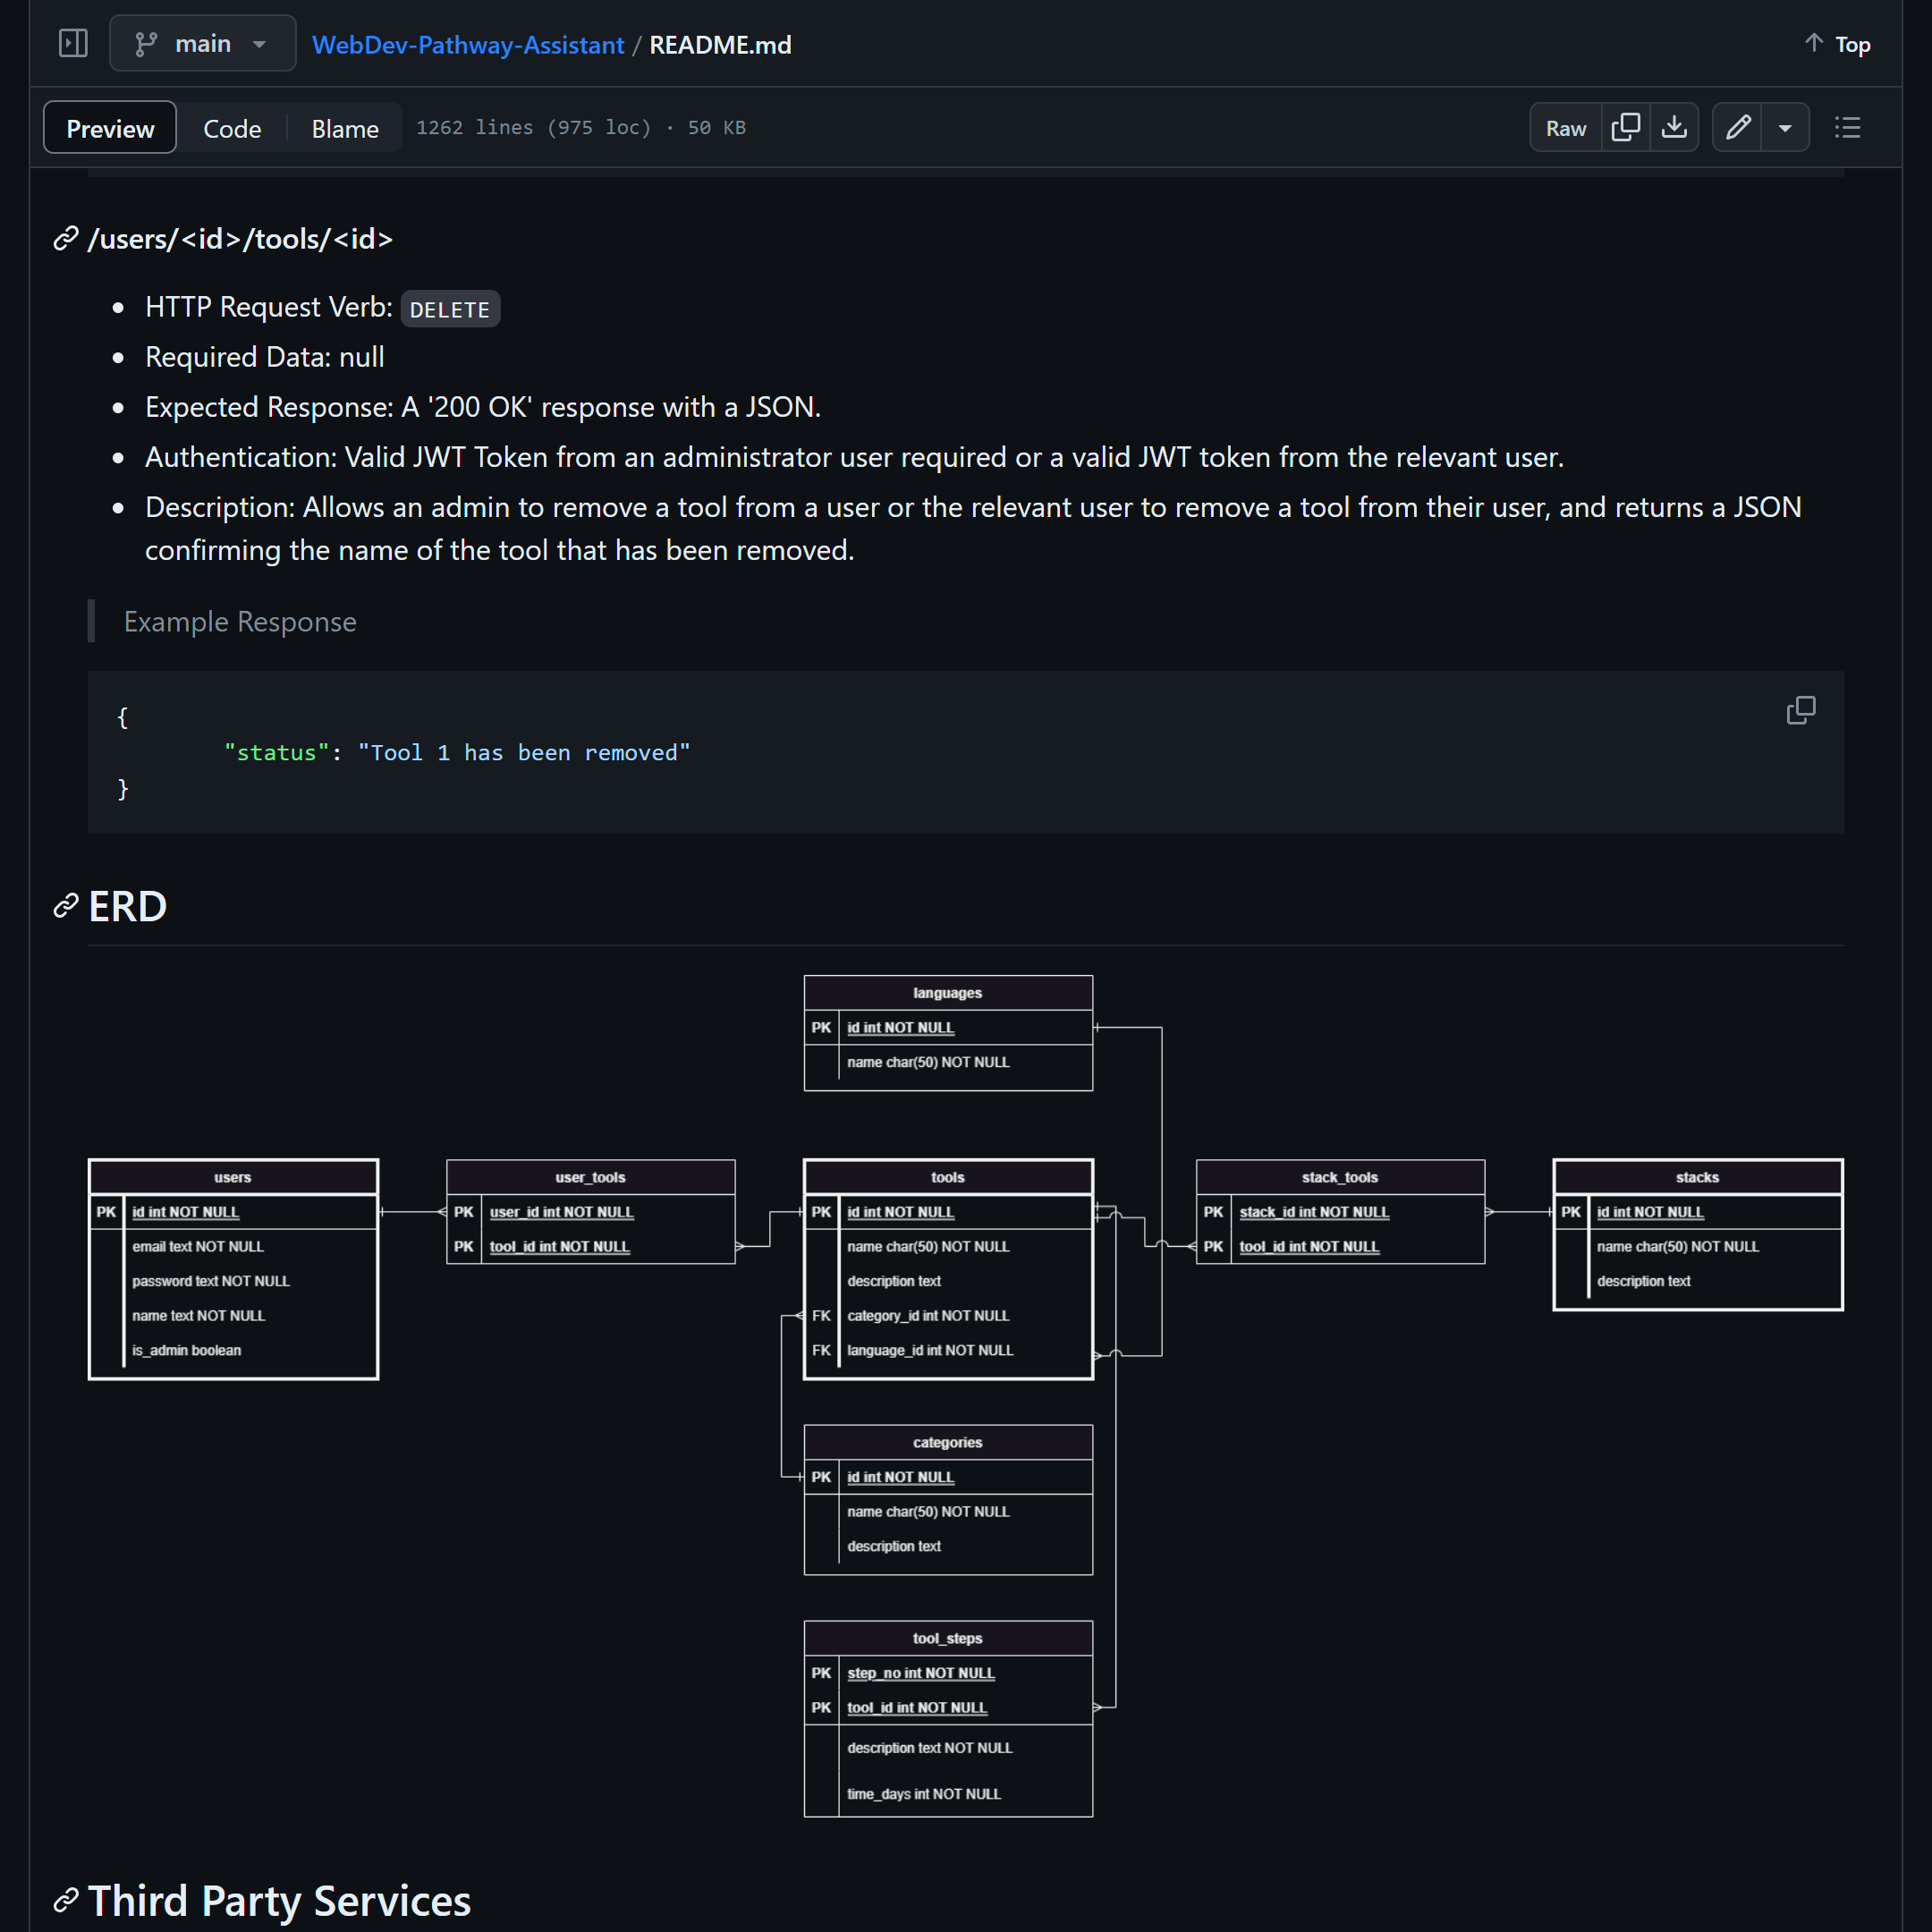 main
WebDev-Pathway-Assistant / README.md
Top
Preview Code Blame 1262 lines (975 loc) · 50 KB Raw
/users/<id>/tools/<id>
HTTP Request Verb: DELETE
Required Data: null
Expected Response: A '200 OK' response with a JSON.
Authentication: Valid JWT Token from an administrator user required or a valid JWT token from the relevant user.
Description: Allows an admin to remove a tool from a user or the relevant user to remove a tool from their user, and returns a JSON
confirming the name of the tool that has been removed.
Example Response
{
"status": "Tool 1 has been removed"
}
ERD
languages
PK id int NOT NULL
name char(50) NOT NULL
users
PK id int NOT NULL
email text NOT NULL
password text NOT NULL
name text NOT NULL
is_admin boolean
user_tools
PK user_id int NOT NULL
PK tool_id int NOT NULL
tools
PK id int NOT NULL
name char(50) NOT NULL
description text
FK category_id int NOT NULL
FK language_id int NOT NULL
stack_tools
PK stack_id int NOT NULL
PK tool_id int NOT NULL
stacks
PK id int NOT NULL
name char(50) NOT NULL
description text
categories
PK id int NOT NULL
name char(50) NOT NULL
description text
tool_steps
PK step_no int NOT NULL
PK tool_id int NOT NULL
description text NOT NULL
time_days int NOT NULL
Third Party Services